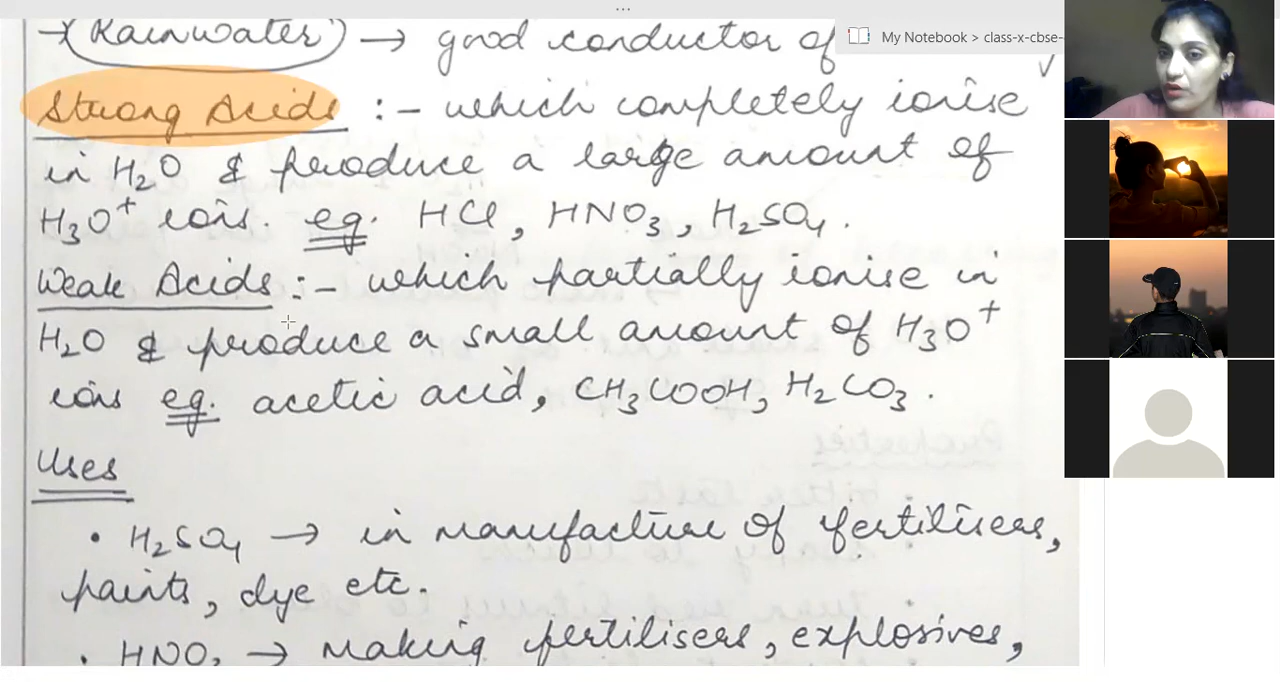 → Rainwater → good conductor of
My Notebook > class-x-cbse-
Strong Acids :- which completely ionise
in H₂O & produce a large amount of
H₃O⁺ ions. eg. HCl, HNO₃, H₂SO₄.
Weak Acids :- which partially ionise in
H₂O & produce a small amount of H₃O⁺
ions eg. acetic acid, CH₃COOH, H₂CO₃.
Uses
• H₂SO₄ → in manufacture of fertilisers,
paints, dye etc.
• HNO₃ → making fertilisers, explosives,